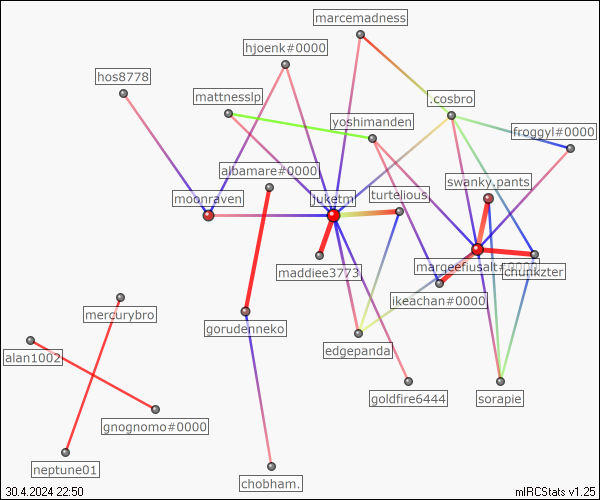 marcemadness
hjoenk#0000
hos8778
mattnesslp
.cosbro
yoshimanden
froggyl#0000
albamare#0000
swanky.pants
moonraven
juketm
turtelious
maddiee3773
chunkzter
ikeachan#0000
mercurybro
gorudenneko
edgepanda
alan1002
goldfire6444
sorapie
gnognomo#0000
neptune01
chobham.
30.4.2024 22:50
mIRCStats v1.25